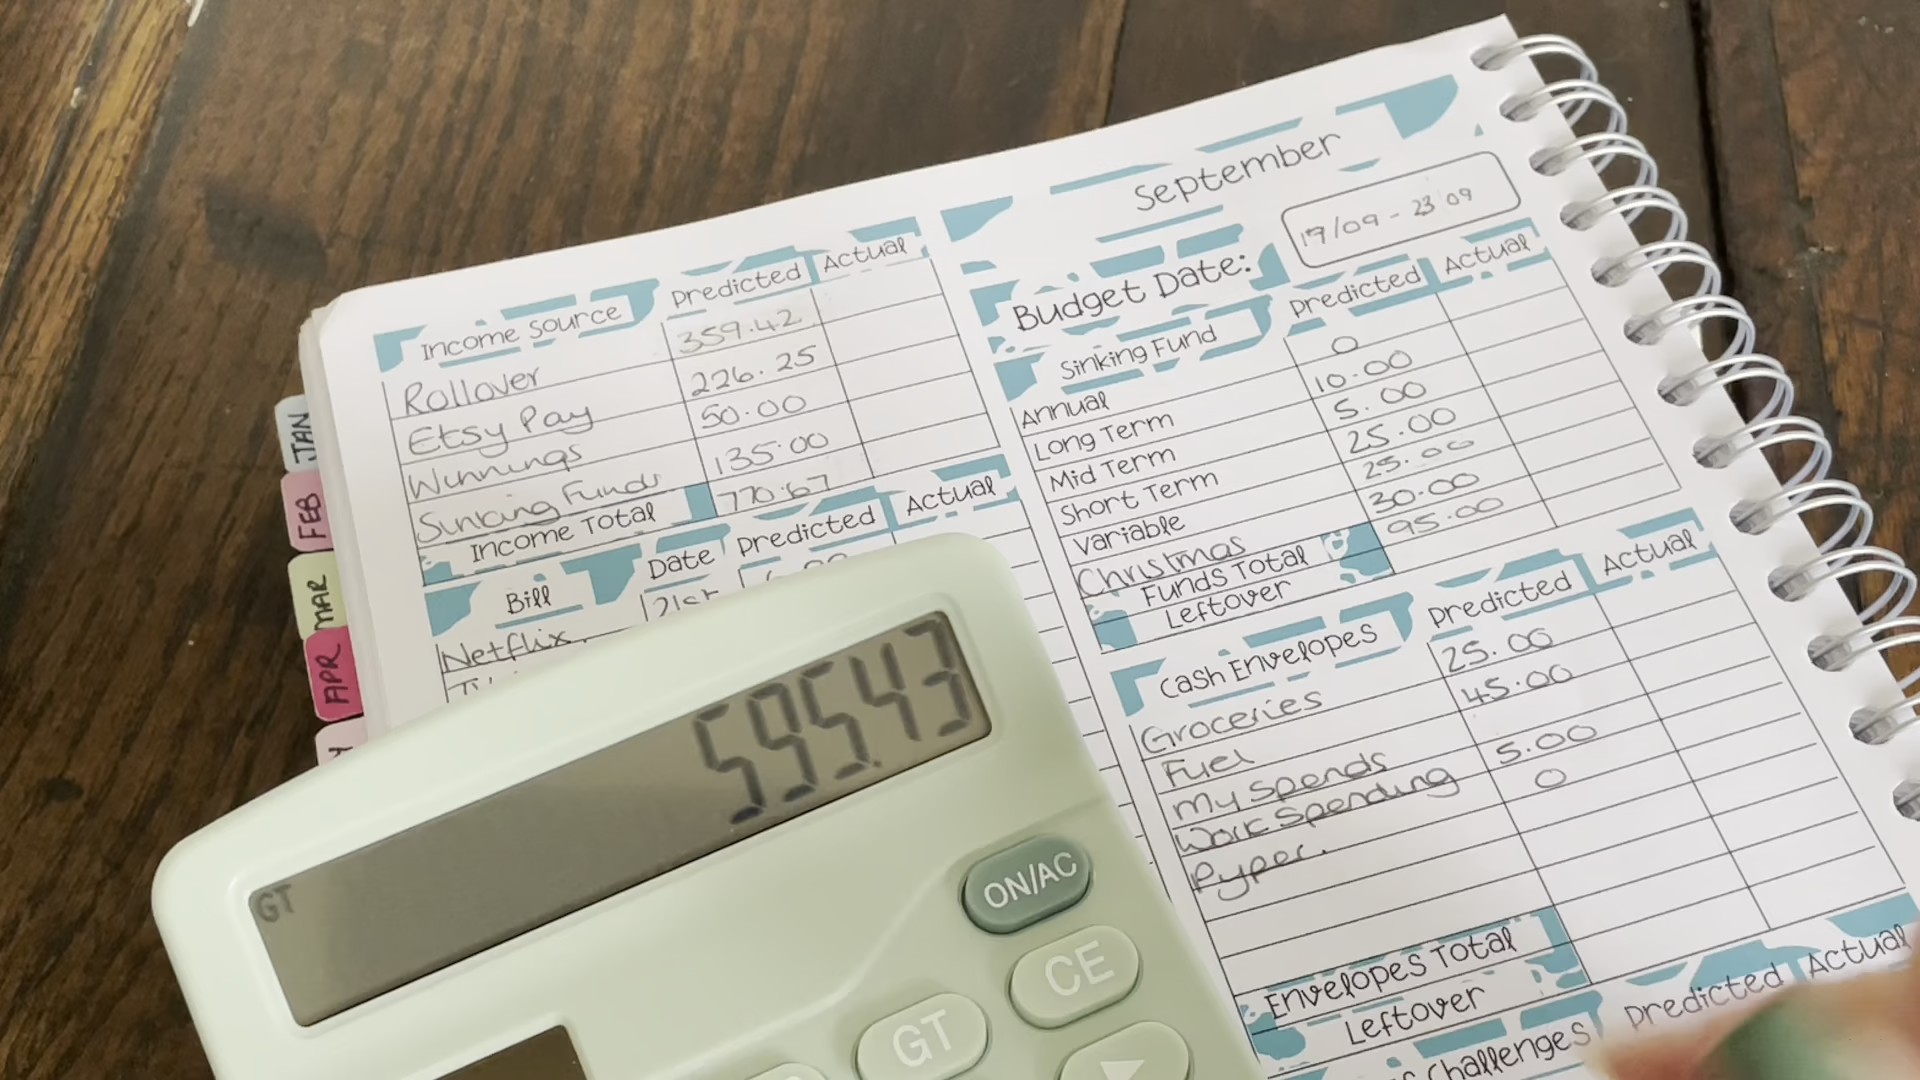 September
Budget Date: 17/09 - 23 09
Income Source Predicted Actual
Rollover 359.42
Etsy Pay 226.25
Winnings 50.00
Sinking Funds 135.00
Income Total 770.67
Bill Date Predicted Actual
Netflix 21st
Sinking Fund Predicted Actual
Annual 0
Long Term 10.00
Mid Term 5.00
Short Term 25.00
Variable 25.00
Christmas 30.00
Funds Total 95.00
Leftover
Cash Envelopes Predicted Actual
Groceries 25.00
Fuel 45.00
My Spends
Work Spending 5.00
Pyper. 0
Envelopes Total
Leftover
Challenges Predicted Actual
JAN
FEB
MAR
APR
GT
595.43
ON/AC
CE
GT